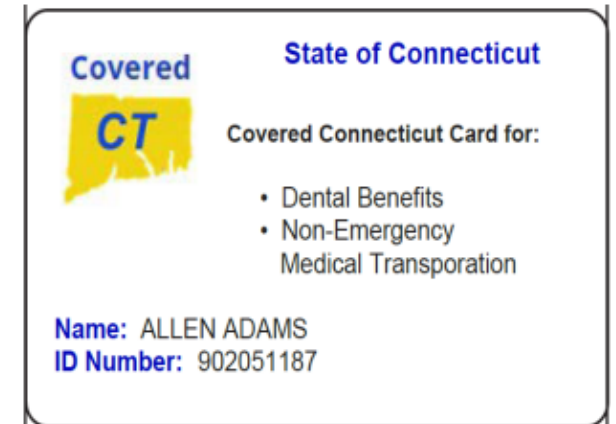 Covered
CT
State of Connecticut
Covered Connecticut Card for:
• Dental Benefits
• Non-Emergency
Medical Transporation
Name: ALLEN ADAMS
ID Number: 902051187